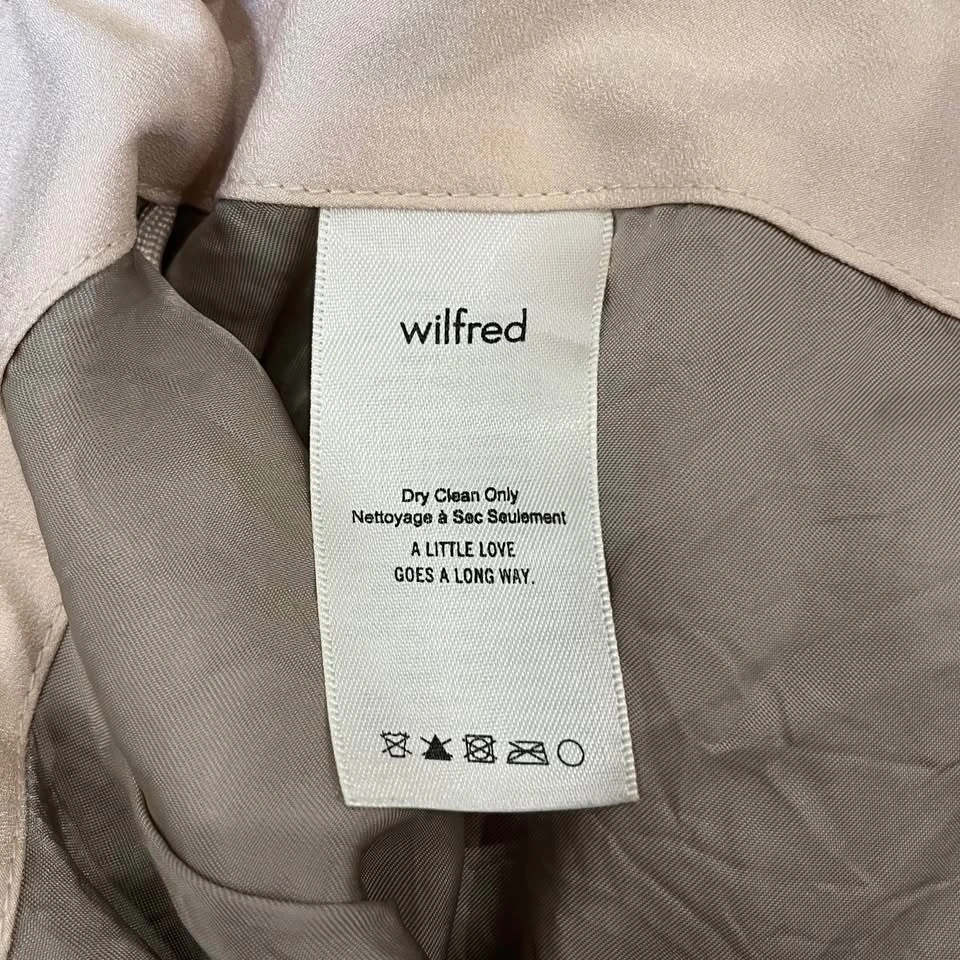 wilfred
Dry Clean Only
Nettoyage à Sec Seulement
A LITTLE LOVE
GOES A LONG WAY.